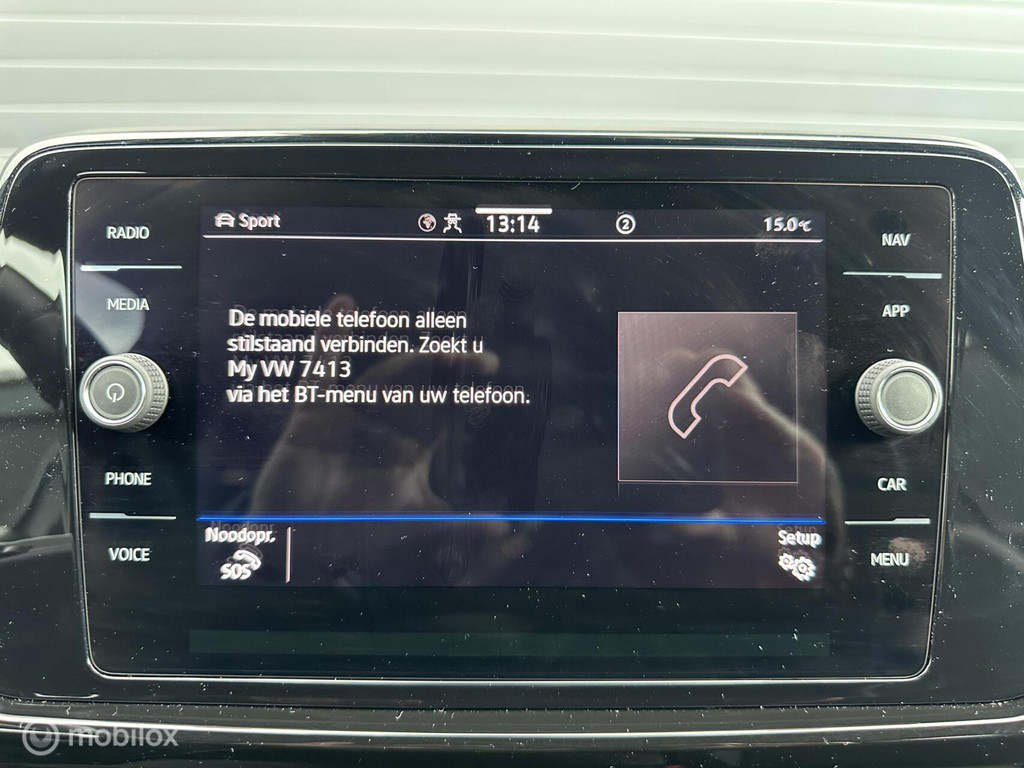 RADIO
MEDIA
PHONE
VOICE
Sport
13:14
2
15.0°C
De mobiele telefoon alleen
stilstaand verbinden. Zoekt u
My VW 7413
via het BT-menu van uw telefoon.
Noodopr.
SOS
Setup
NAV
APP
CAR
MENU
mobilox